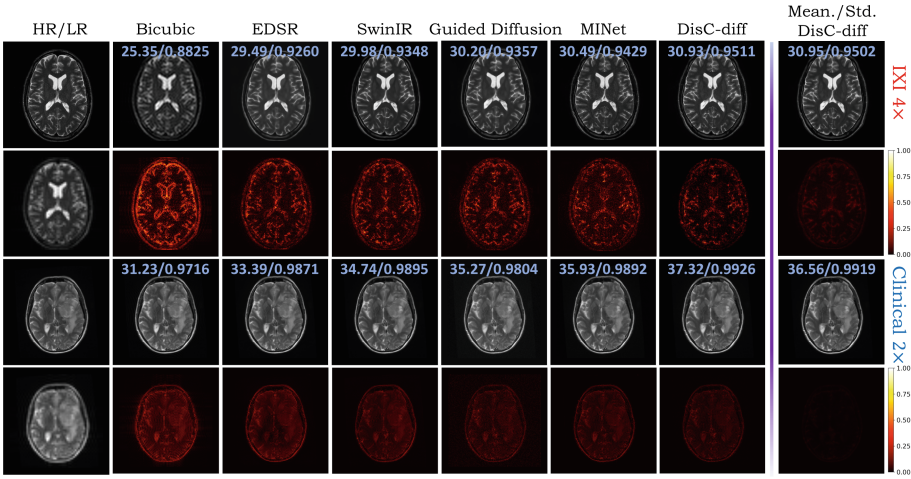 HR/LR Bicubic EDSR SwinIR Guided Diffusion MINet DisC-diff Mean./Std. DisC-diff
25.35/0.8825 29.49/0.9260 29.98/0.9348 30.20/0.9357 30.49/0.9429 30.93/0.9511 30.95/0.9502
IXI 4×
1.00
0.75
0.50
0.25
0.00
31.23/0.9716 33.39/0.9871 34.74/0.9895 35.27/0.9804 35.93/0.9892 37.32/0.9926 36.56/0.9919
Clinical 2×
1.00
0.75
0.50
0.25
0.00